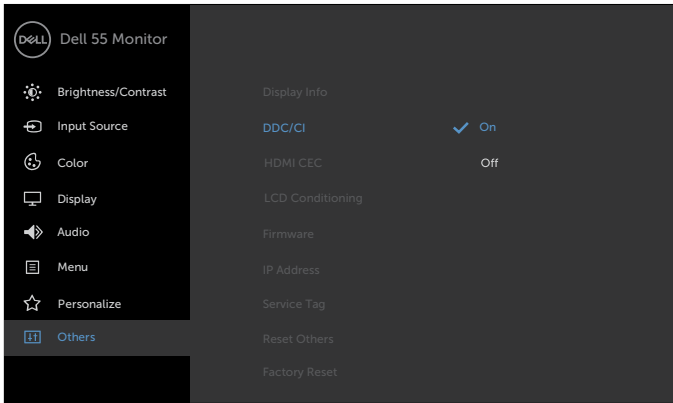 DELL Dell 55 Monitor
Brightness/Contrast
Input Source
Color
Display
Audio
Menu
Personalize
Others
Display Info
DDC/CI On
HDMI CEC Off
LCD Conditioning
Firmware
IP Address
Service Tag
Reset Others
Factory Reset